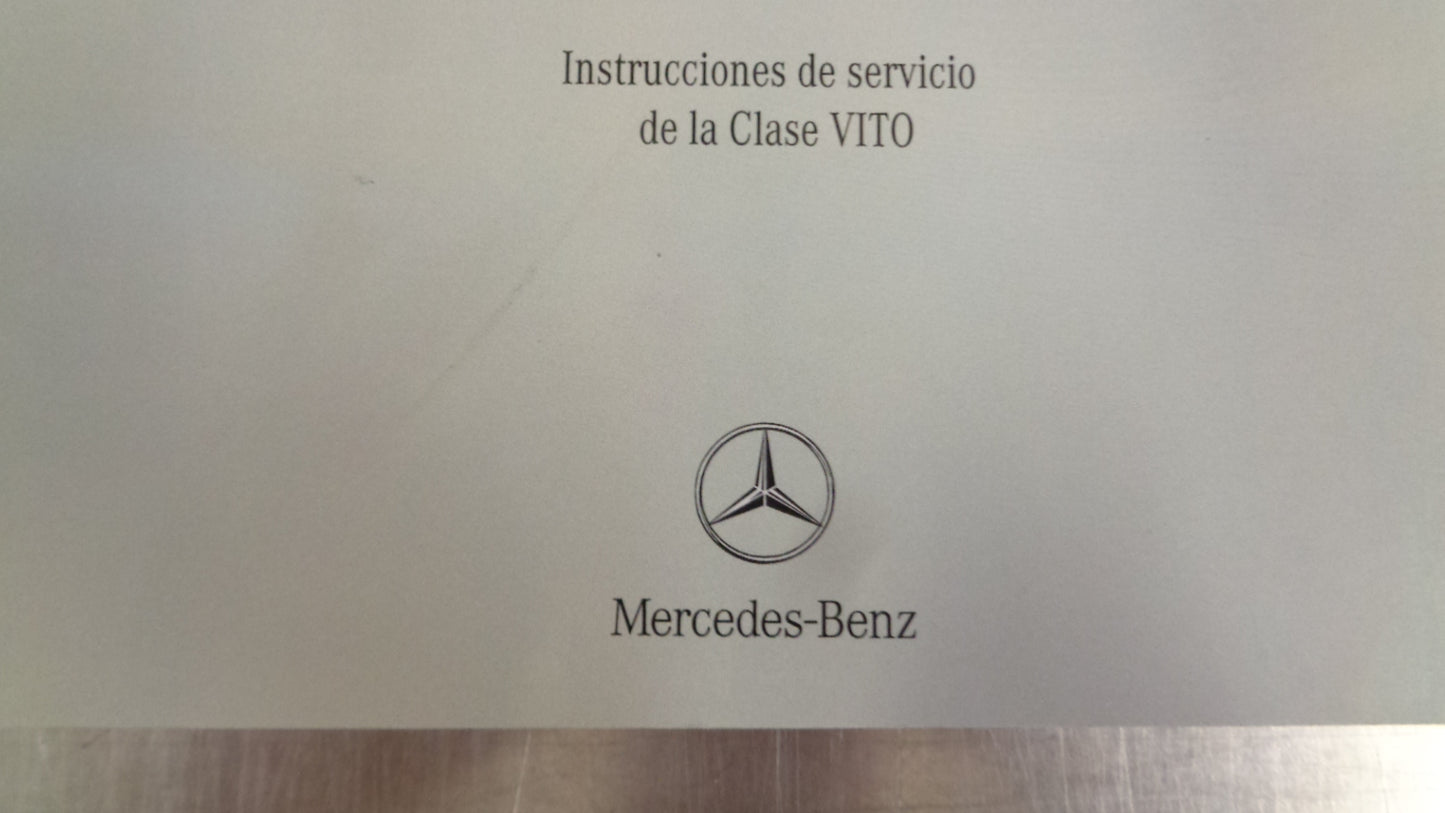 Instrucciones de servicio
de la Clase VITO
Mercedes-Benz